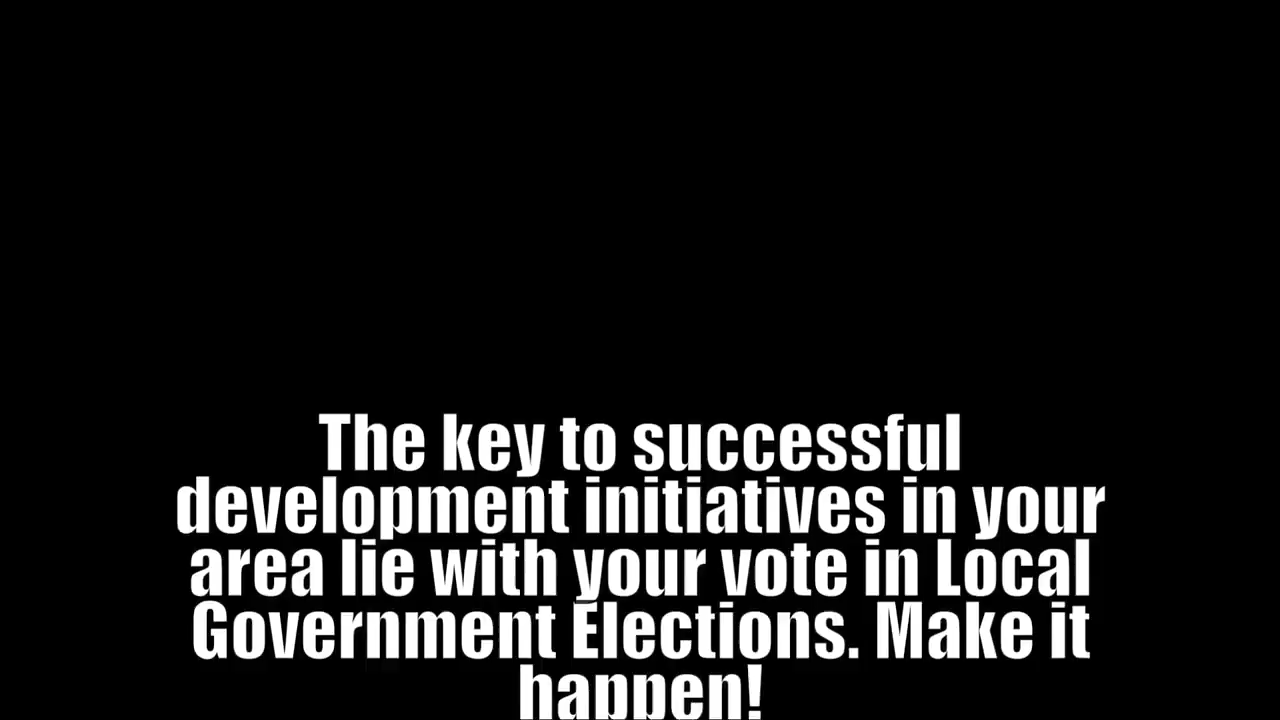 The key to successful
development initiatives in your
area lie with your vote in Local
Government Elections. Make it
happen!